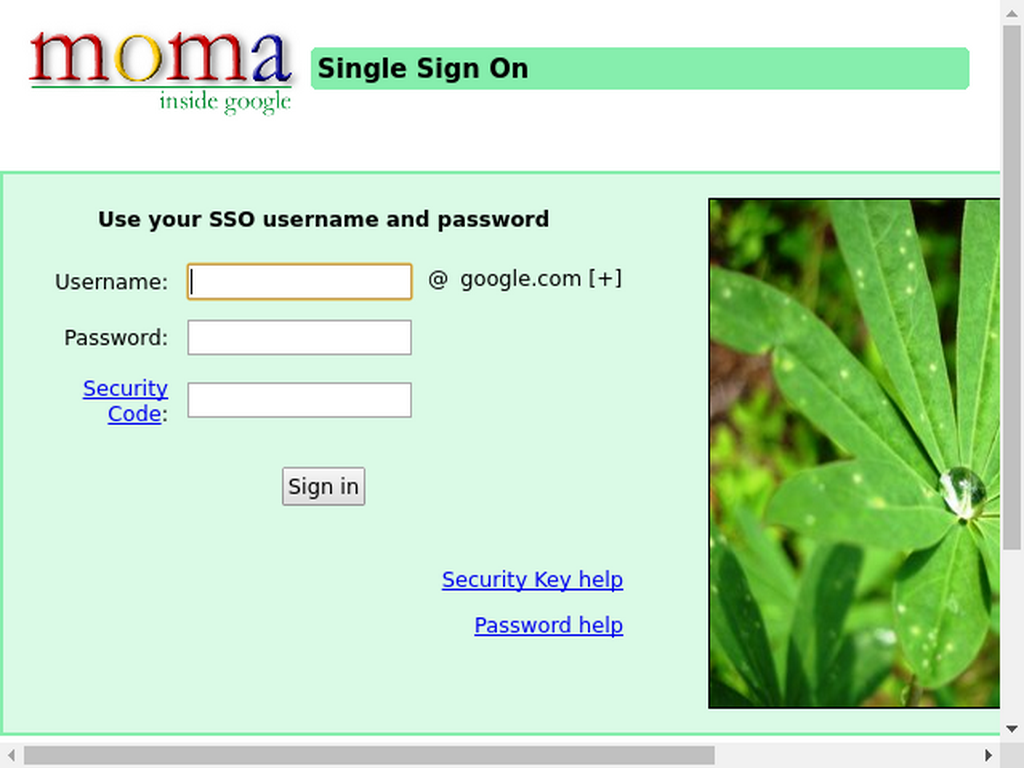 moma
inside google
Single Sign On
Use your SSO username and password
Username:
@ google.com [+]
Password:
Security
Code:
Sign in
Security Key help
Password help